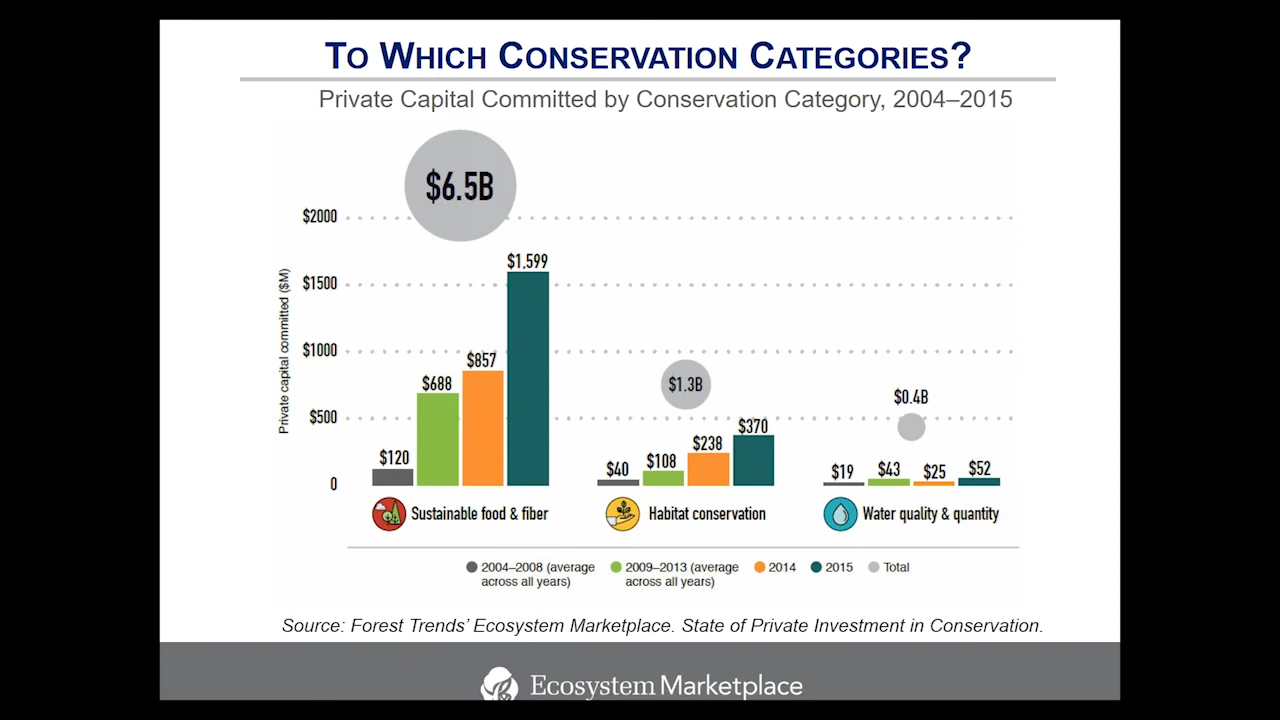 TO WHICH CONSERVATION CATEGORIES?
Private Capital Committed by Conservation Category, 2004–2015
$6.5B
$2000
$1500
$1000
$500
0
Private capital committed ($M)
$120
$688
$857
$1,599
$1.3B
$40
$108
$238
$370
$0.4B
$19
$43
$25
$52
Sustainable food & fiber
Habitat conservation
Water quality & quantity
2004–2008 (average
across all years)
2009–2013 (average
across all years)
2014
2015
Total
Source: Forest Trends’ Ecosystem Marketplace. State of Private Investment in Conservation.
Ecosystem Marketplace